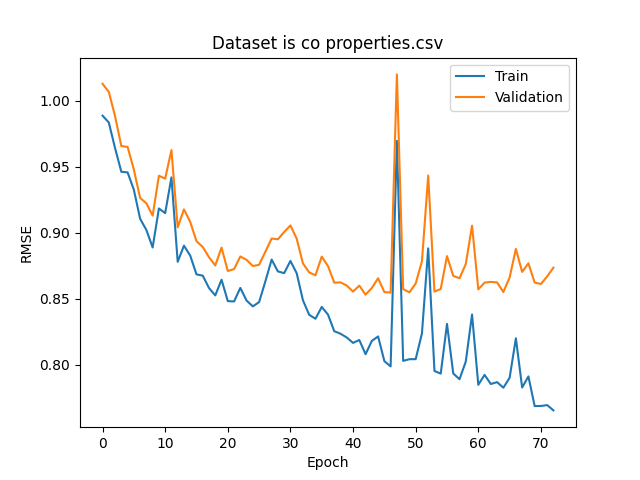 Dataset is co properties.csv
Train
Validation
1.00
0.95
0.90
0.85
0.80
RMSE
0 10 20 30 40 50 60 70
Epoch